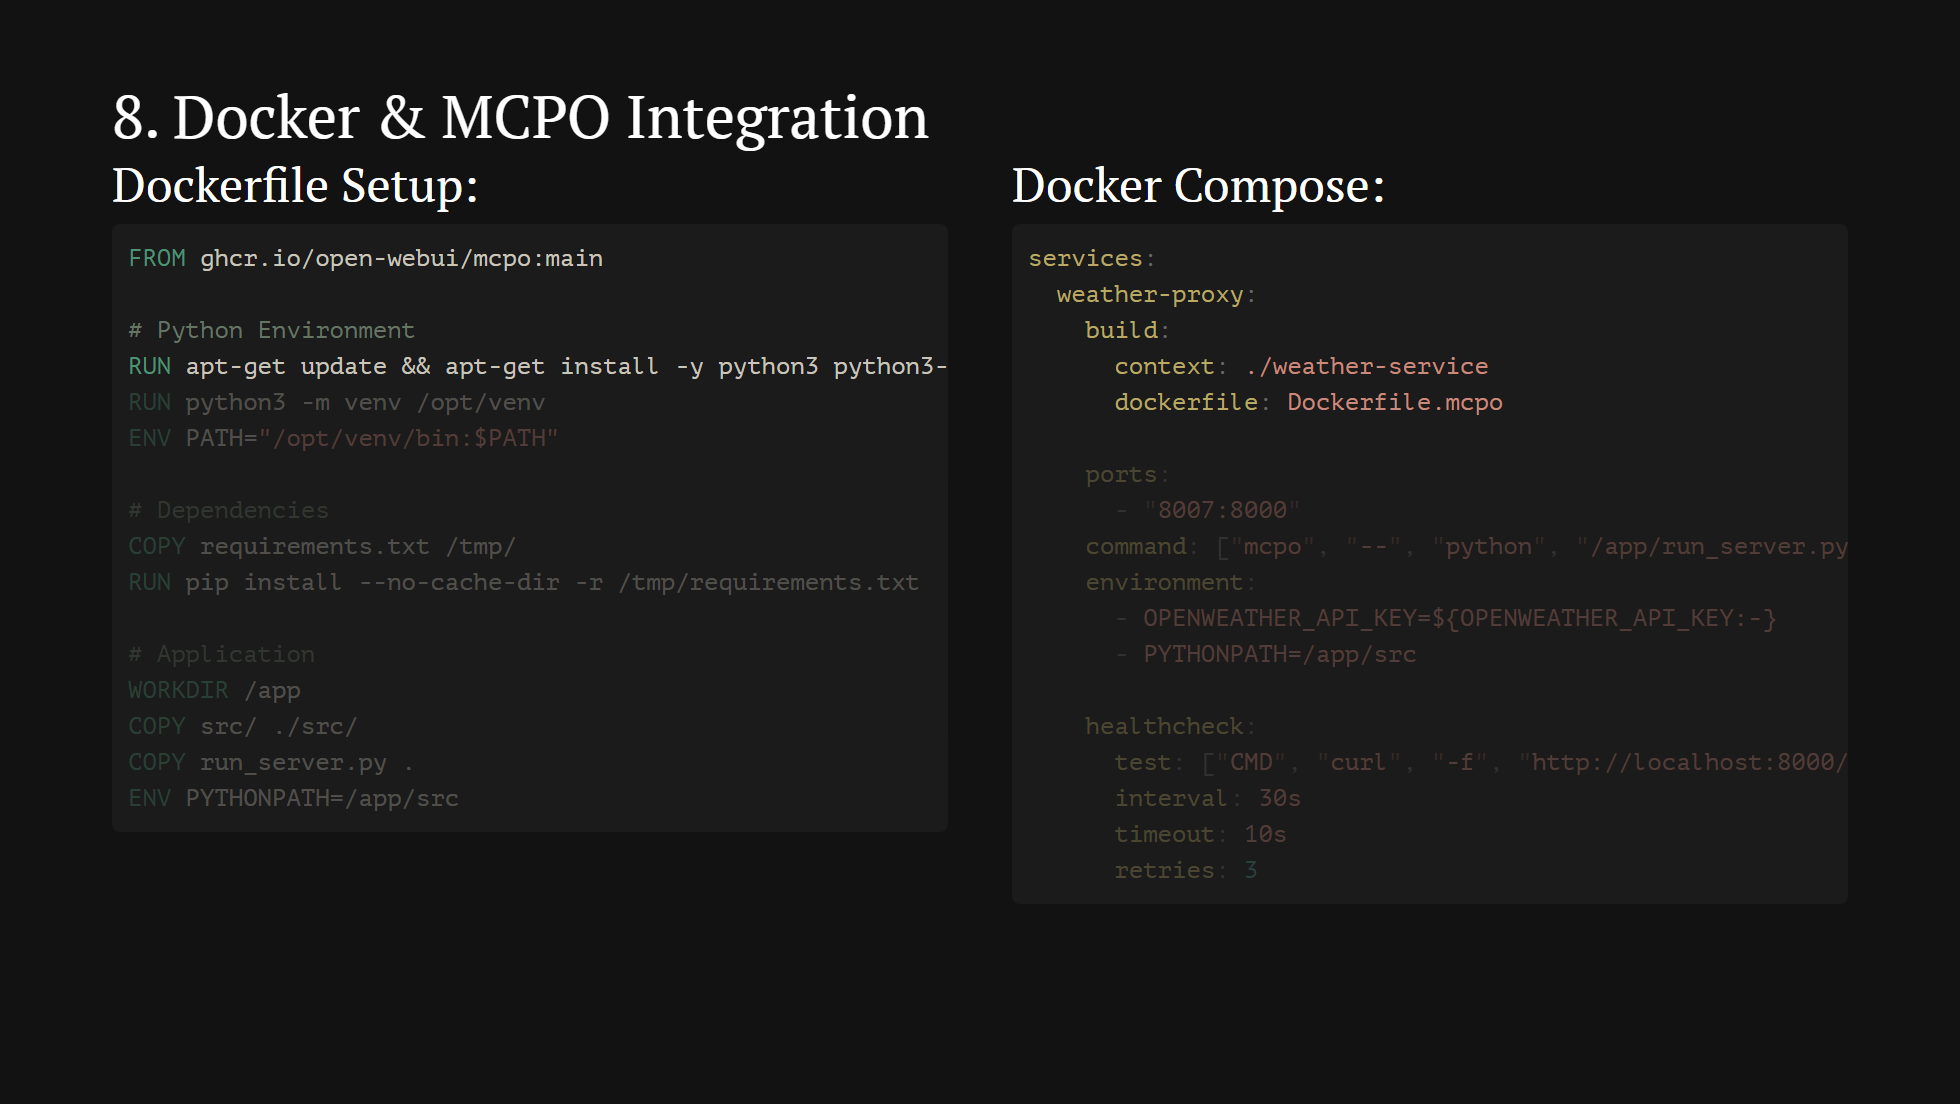 8. Docker & MCPO Integration
Dockerfile Setup:
FROM ghcr.io/open-webui/mcpo:main
# Python Environment
RUN apt-get update && apt-get install -y python3 python3-
RUN python3 -m venv /opt/venv
ENV PATH="/opt/venv/bin:$PATH"
# Dependencies
COPY requirements.txt /tmp/
RUN pip install --no-cache-dir -r /tmp/requirements.txt
# Application
WORKDIR /app
COPY src/ ./src/
COPY run_server.py .
ENV PYTHONPATH=/app/src
Docker Compose:
services:
weather-proxy:
build:
context: ./weather-service
dockerfile: Dockerfile.mcpo
ports:
- "8007:8000"
command: ["mcpo", "--", "python", "/app/run_server.py
environment:
- OPENWEATHER_API_KEY=${OPENWEATHER_API_KEY:-}
- PYTHONPATH=/app/src
healthcheck:
test: ["CMD", "curl", "-f", "http://localhost:8000/
interval: 30s
timeout: 10s
retries: 3